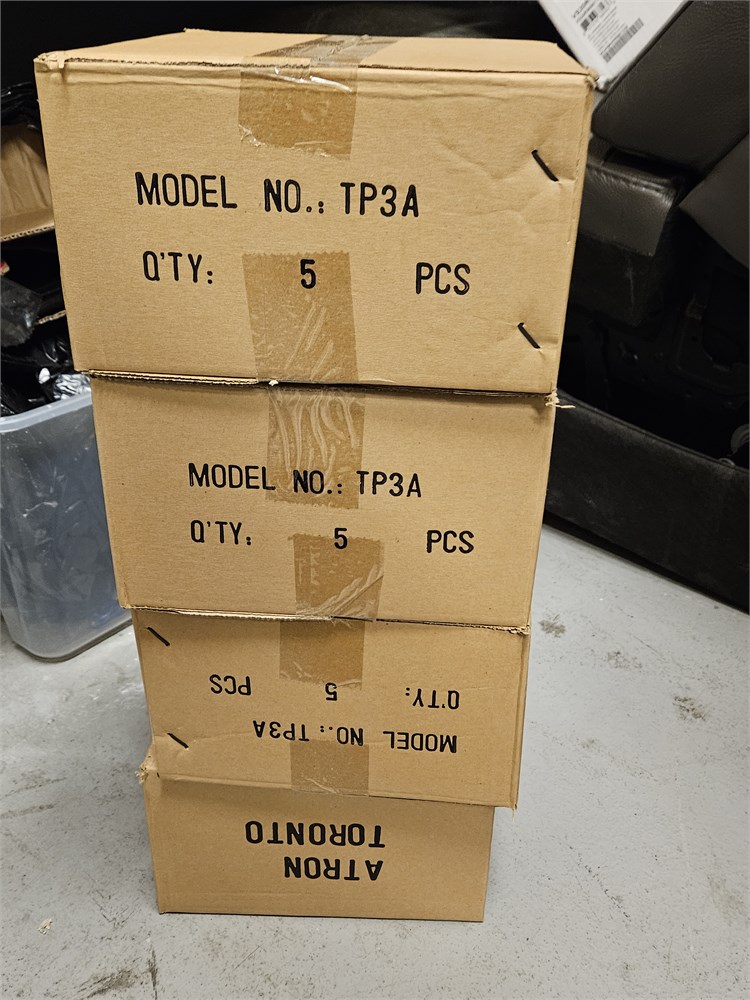 MODEL NO.: TP3A
Q'TY: 5 PCS
MODEL NO.: TP3A
Q'TY: 5 PCS
MODEL NO.: TP3A
Q'TY: 5 PCS
ATRON
TORONTO